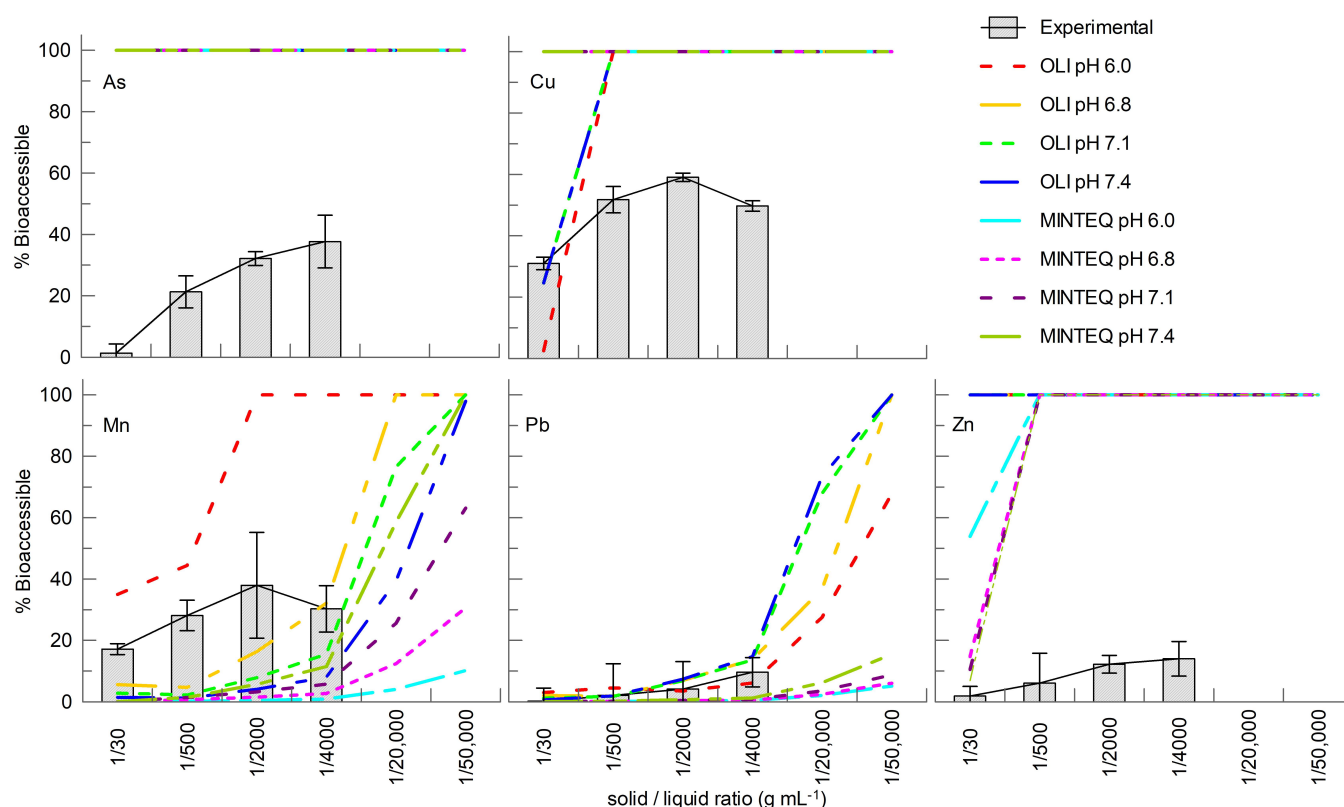 % Bioaccessible
100
80
60
40
20
0
As
Cu
Experimental
OLI pH 6.0
OLI pH 6.8
OLI pH 7.1
OLI pH 7.4
MINTEQ pH 6.0
MINTEQ pH 6.8
MINTEQ pH 7.1
MINTEQ pH 7.4
% Bioaccessible
100
80
60
40
20
0
Mn
Pb
Zn
1/30
1/500
1/2000
1/4000
1/20,000
1/50,000
1/30
1/500
1/2000
1/4000
1/20,000
1/50,000
1/30
1/500
1/2000
1/4000
1/20,000
1/50,000
solid / liquid ratio (g mL⁻¹)